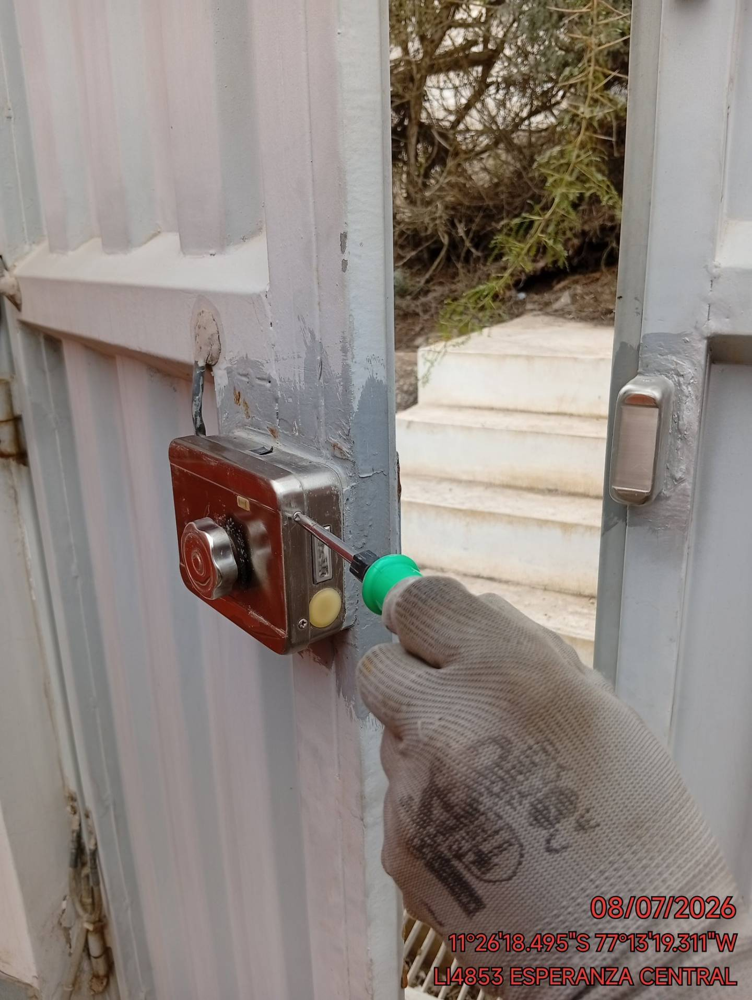 08/07/2026
11°26'18.495"S 77°13'19.311"W
LI4853 ESPERANZA CENTRAL